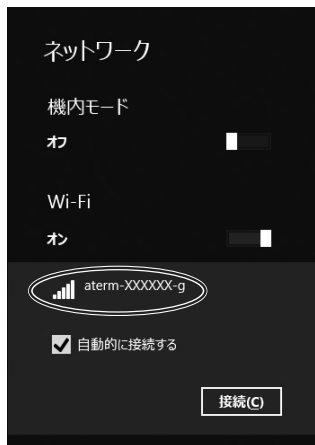 ネットワーク
機内モード
オフ
Wi-Fi
オン
aterm-XXXXXX-g
自動的に接続する
接続(C)